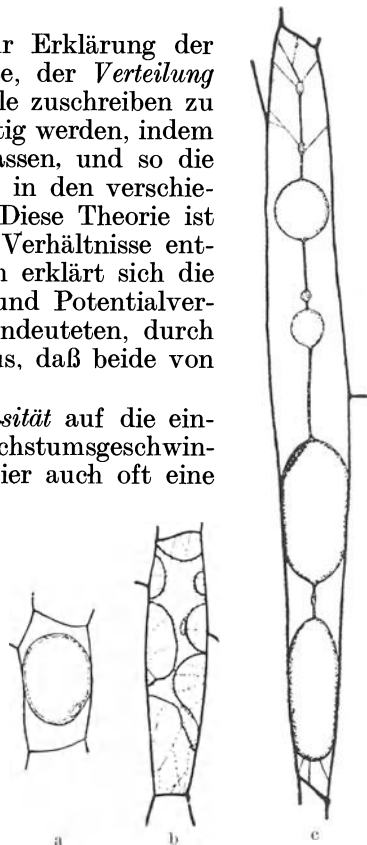 r Erklärung der
e, der Verteilung
le zuschreiben zu
tig werden, indem
assen, und so die
in den verschie-
Diese Theorie ist
Verhältnisse ent-
n erklärt sich die
und Potentialver-
ndeuteten, durch
us, daß beide von
sität auf die ein-
chstumsgeschwin-
ier auch oft eine
a b c